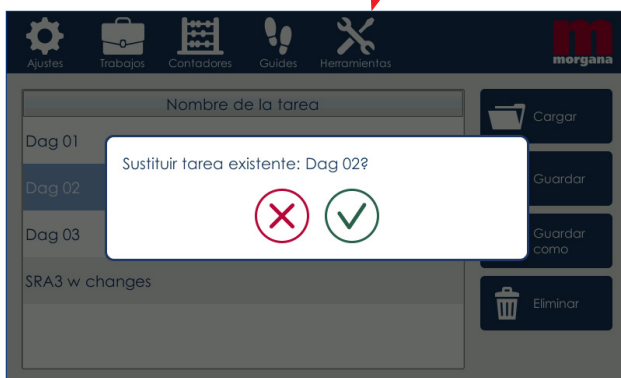 Ajustes Trabajos Contadores Guides Herramientas morgana
Nombre de la tarea
Cargar
Dag 01
Sustituir tarea existente: Dag 02?
Dag 02
Guardar
Dag 03
Guardar
como
SRA3 w changes
Eliminar